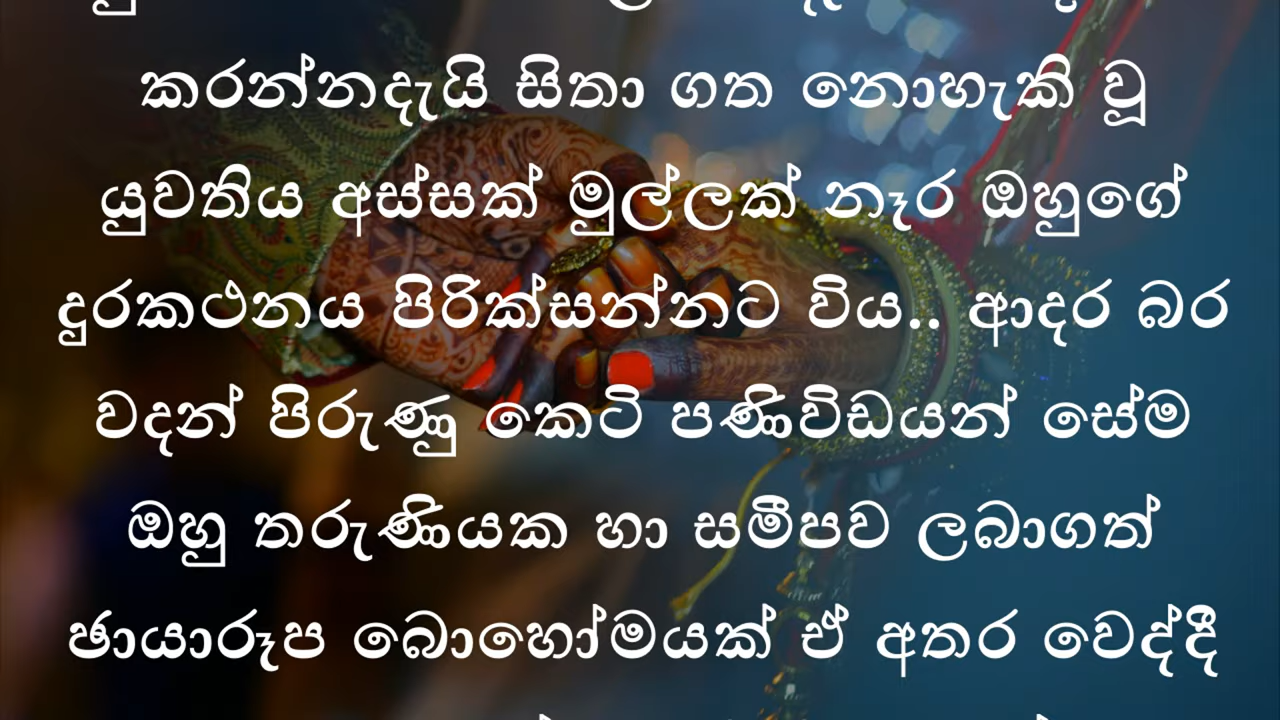 කරන්නදැයි සිතා ගත නොහැකි වූ
යුවතිය අස්සක් මුල්ලක් නෑර ඔහුගේ
දුරකථනය පිරික්සන්නට විය.. ආදර බර
වදන් පිරුණු කෙටි පණිවිඩයන් සේම
ඔහු තරුණියක හා සමීපව ලබාගත්
ඡායාරූප බොහෝමයක් ඒ අතර වෙද්දී